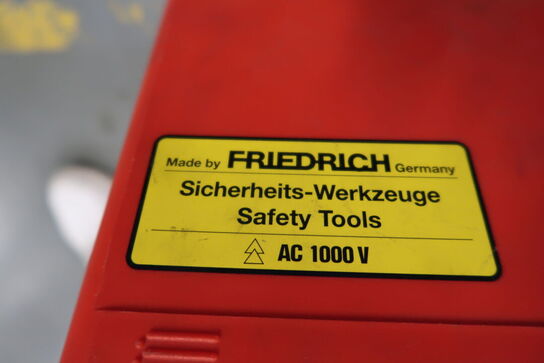 Made by FRIEDRICH Germany
Sicherheits-Werkzeuge
Safety Tools
AC 1000 V